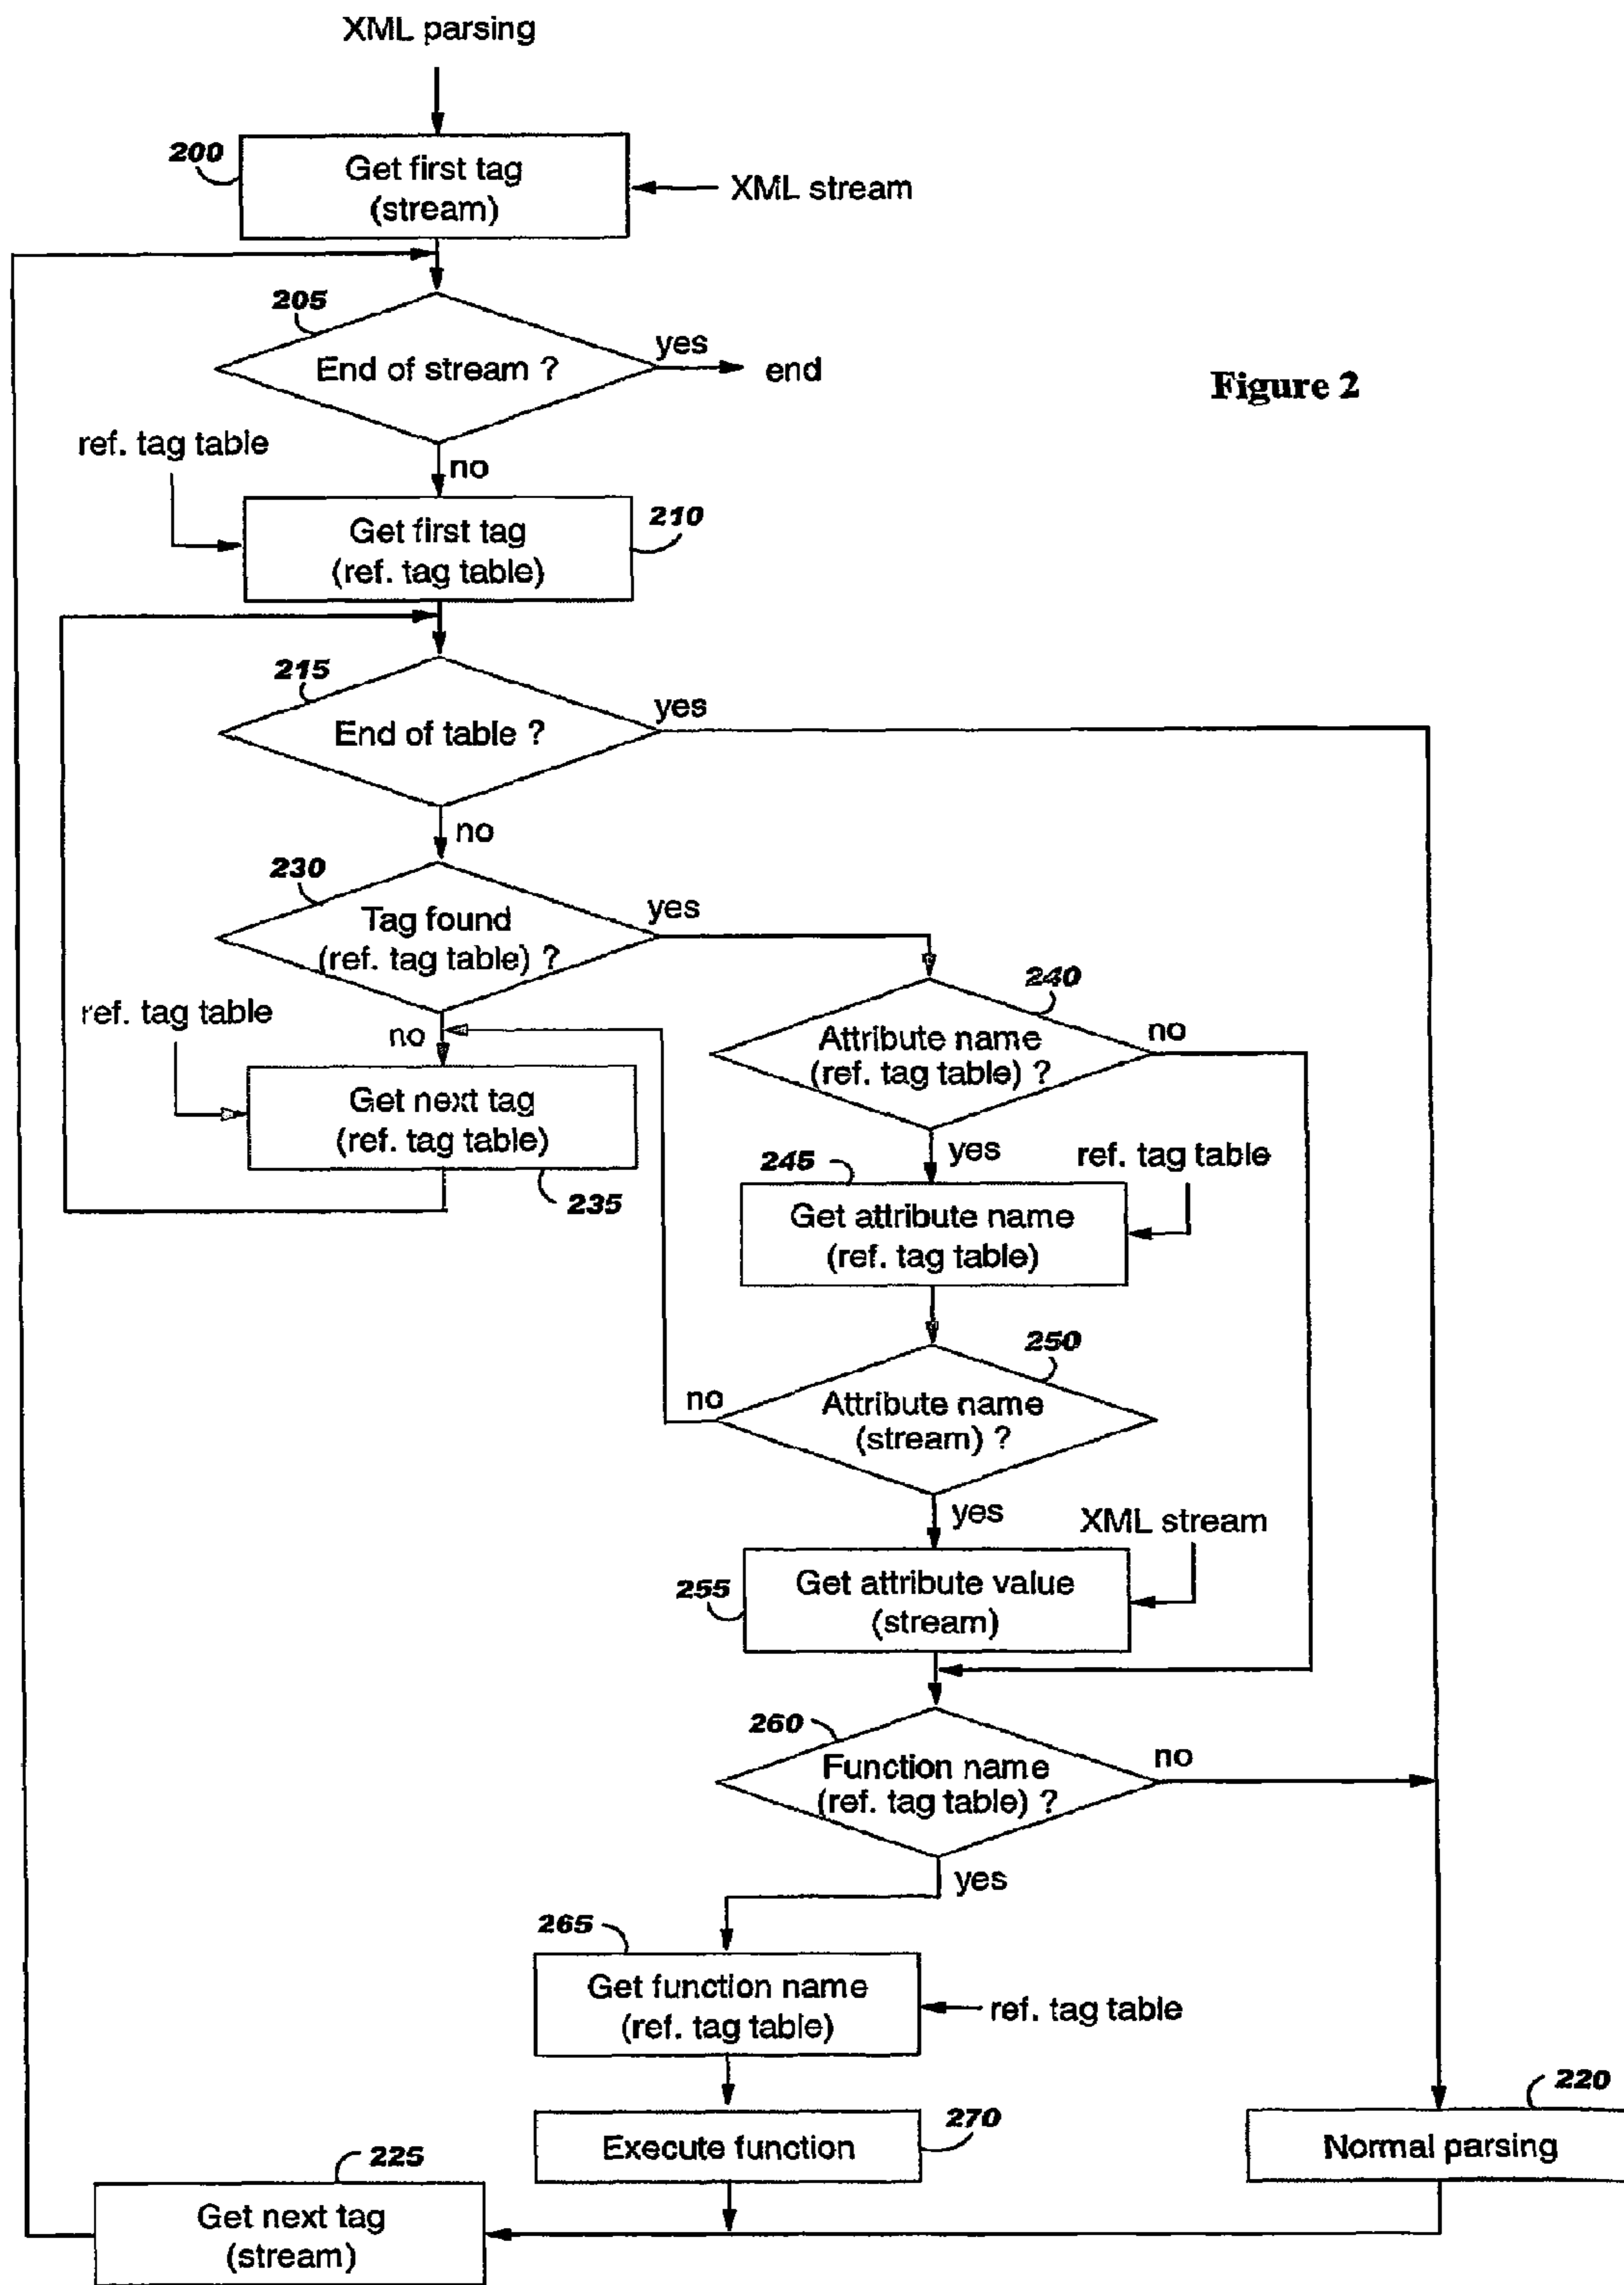 XML parsing
200
Get first tag
(stream)
XML stream
205
End of stream ?
yes
end
Figure 2
ref. tag table
no
Get first tag
(ref. tag table)
210
215
End of table ?
yes
no
230
Tag found
(ref. tag table) ?
yes
240
Attribute name
(ref. tag table) ?
no
ref. tag table
no
Get next tag
(ref. tag table)
235
yes
245
ref. tag table
Get attribute name
(ref. tag table)
250
Attribute name
(stream) ?
no
yes
XML stream
255
Get attribute value
(stream)
260
Function name
(ref. tag table) ?
no
yes
265
Get function name
(ref. tag table)
ref. tag table
270
Execute function
220
Normal parsing
225
Get next tag
(stream)